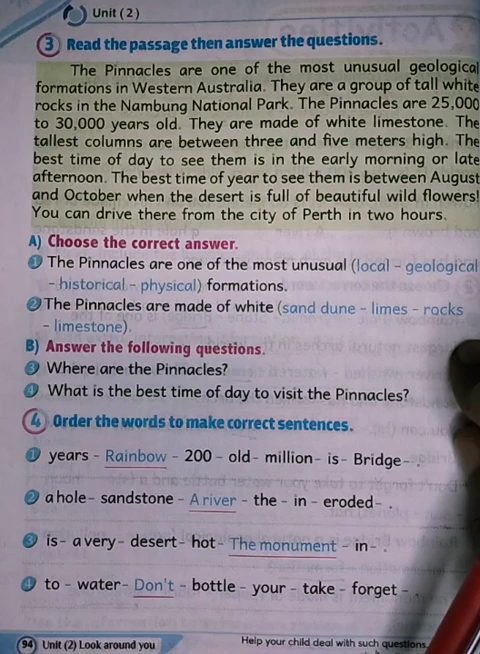 Unit (2)
3 Read the passage then answer the questions.
The Pinnacles are one of the most unusual geological
formations in Western Australia. They are a group of tall white
rocks in the Nambung National Park. The Pinnacles are 25,000
to 30,000 years old. They are made of white limestone. The
tallest columns are between three and five meters high. The
best time of day to see them is in the early morning or late
afternoon. The best time of year to see them is between August
and October when the desert is full of beautiful wild flowers!
You can drive there from the city of Perth in two hours.
A) Choose the correct answer.
1 The Pinnacles are one of the most unusual (local - geological
- historical - physical) formations.
2 The Pinnacles are made of white (sand dune - limes - rocks
- limestone).
B) Answer the following questions.
3 Where are the Pinnacles?
4 What is the best time of day to visit the Pinnacles?
4 Order the words to make correct sentences.
1 years - Rainbow - 200 - old - million - is - Bridge - .
2 a hole - sandstone - A river - the - in - eroded - .
3 is - a very - desert - hot - The monument - in - .
4 to - water - Don't - bottle - your - take - forget - .
94 Unit (2) Look around you
Help your child deal with such questions.